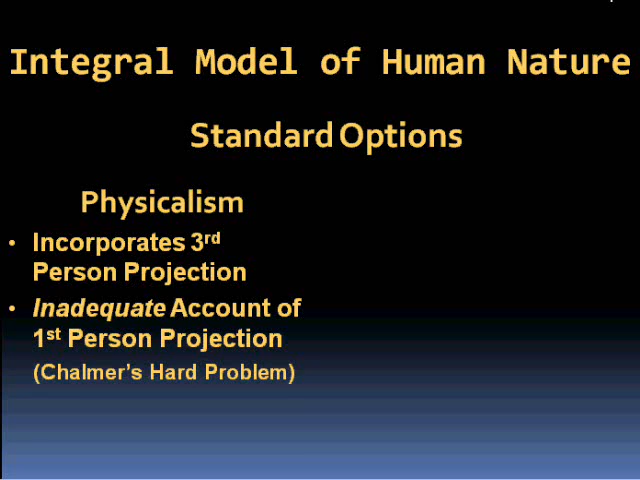 Integral Model of Human Nature
Standard Options
Physicalism
• Incorporates 3rd
Person Projection
• Inadequate Account of
1st Person Projection
(Chalmer’s Hard Problem)